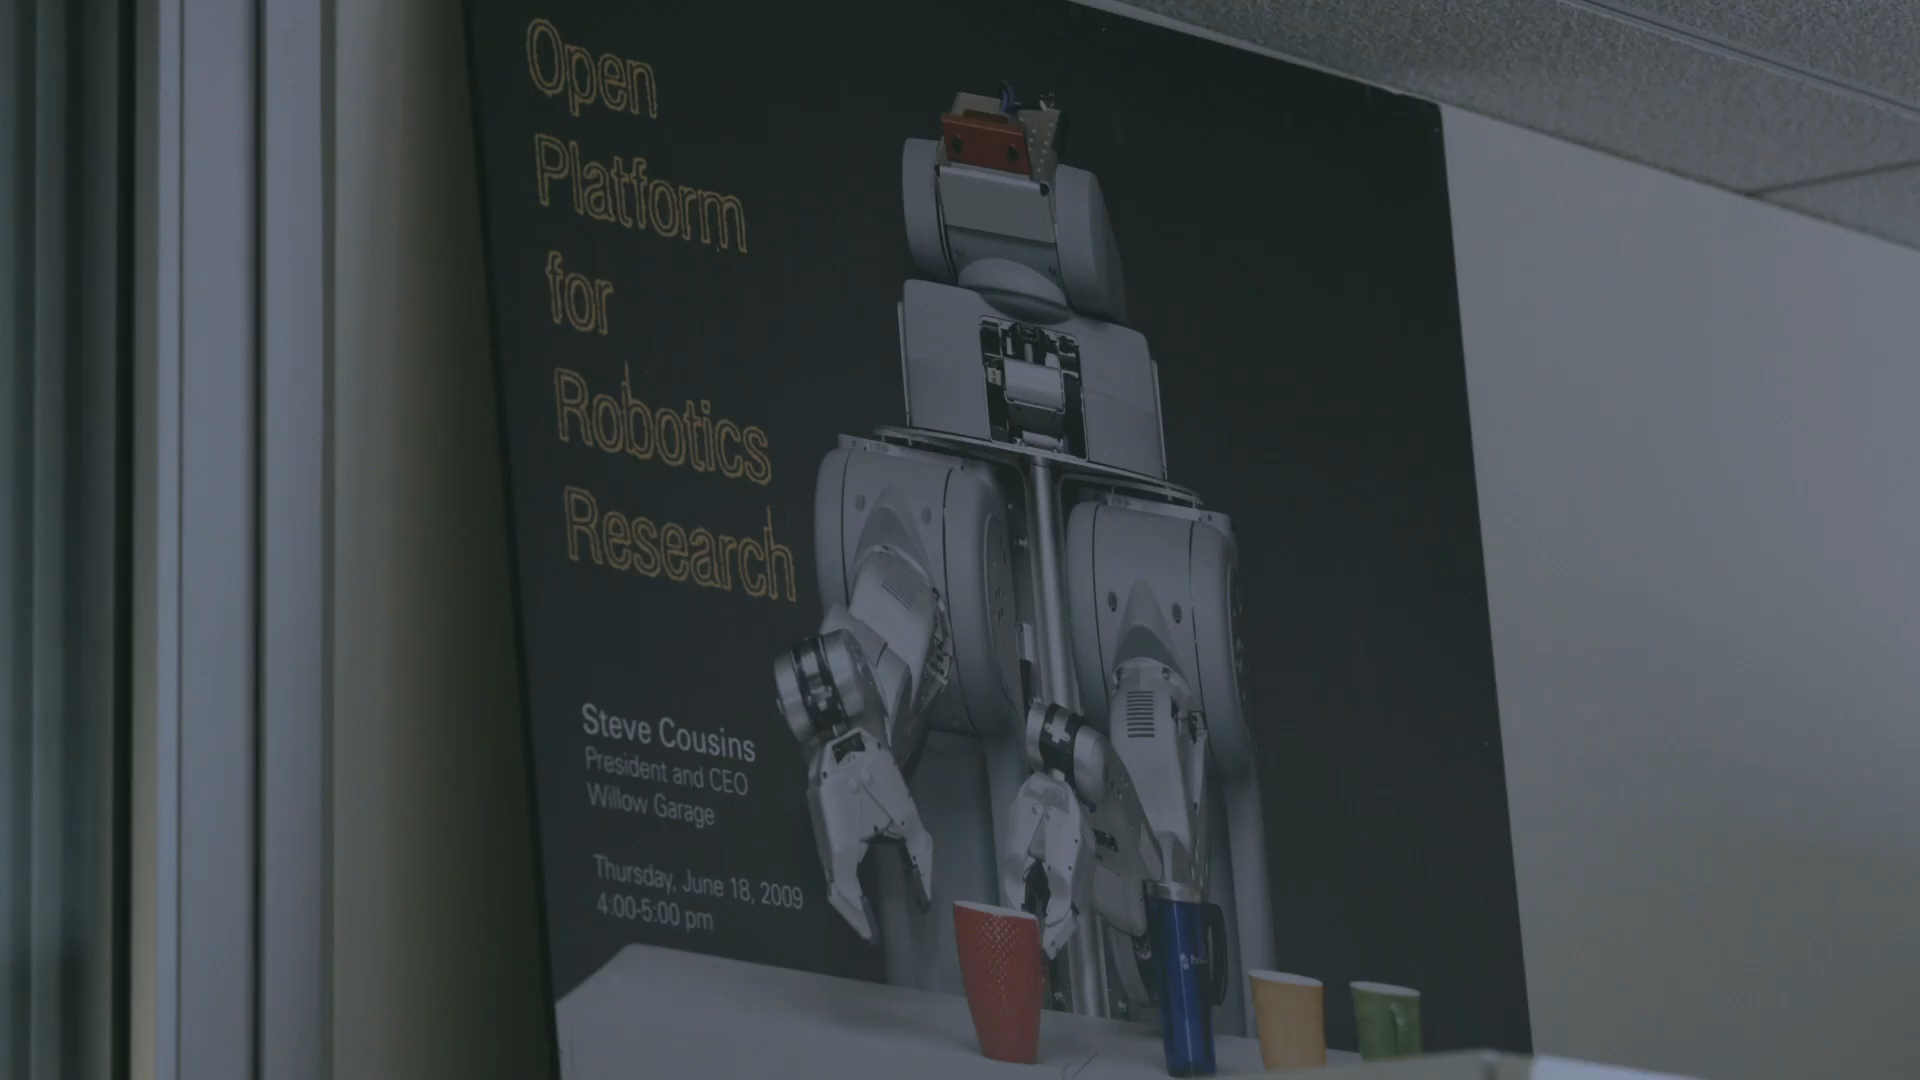 Open
Platform
for
Robotics
Research
Steve Cousins
President and CEO
Willow Garage
Thursday, June 18, 2009
4:00-5:00 pm